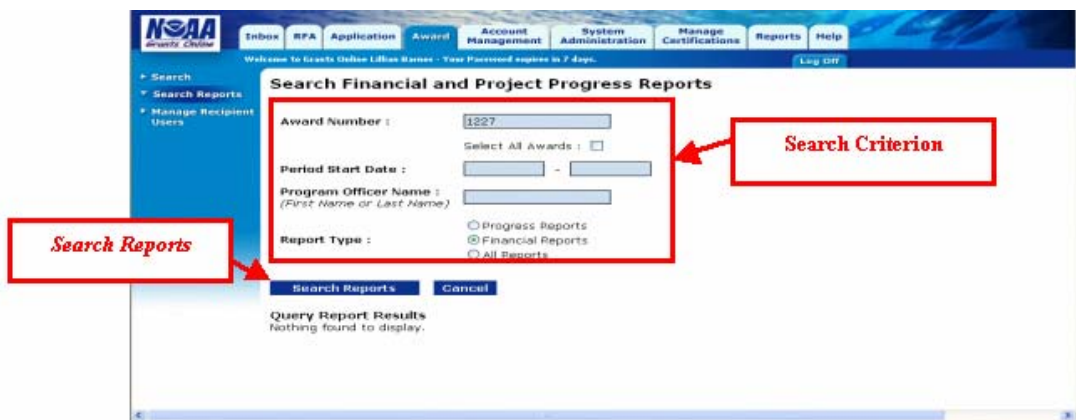 NOAA
Grants Online
Inbox RFA Application Award Account Management System Administration Manage Certifications Reports Help
Welcome to Grants Online Lillian Barnes - Your Password expires in 7 days. Log Off
Search
Search Reports
Manage Recipient Users
Search Financial and Project Progress Reports
Award Number : 1227
Select All Awards :
Period Start Date : -
Program Officer Name :
(First Name or Last Name)
Report Type :
Progress Reports
Financial Reports
All Reports
Search Reports Cancel
Query Report Results
Nothing found to display.
Search Criterion
Search Reports